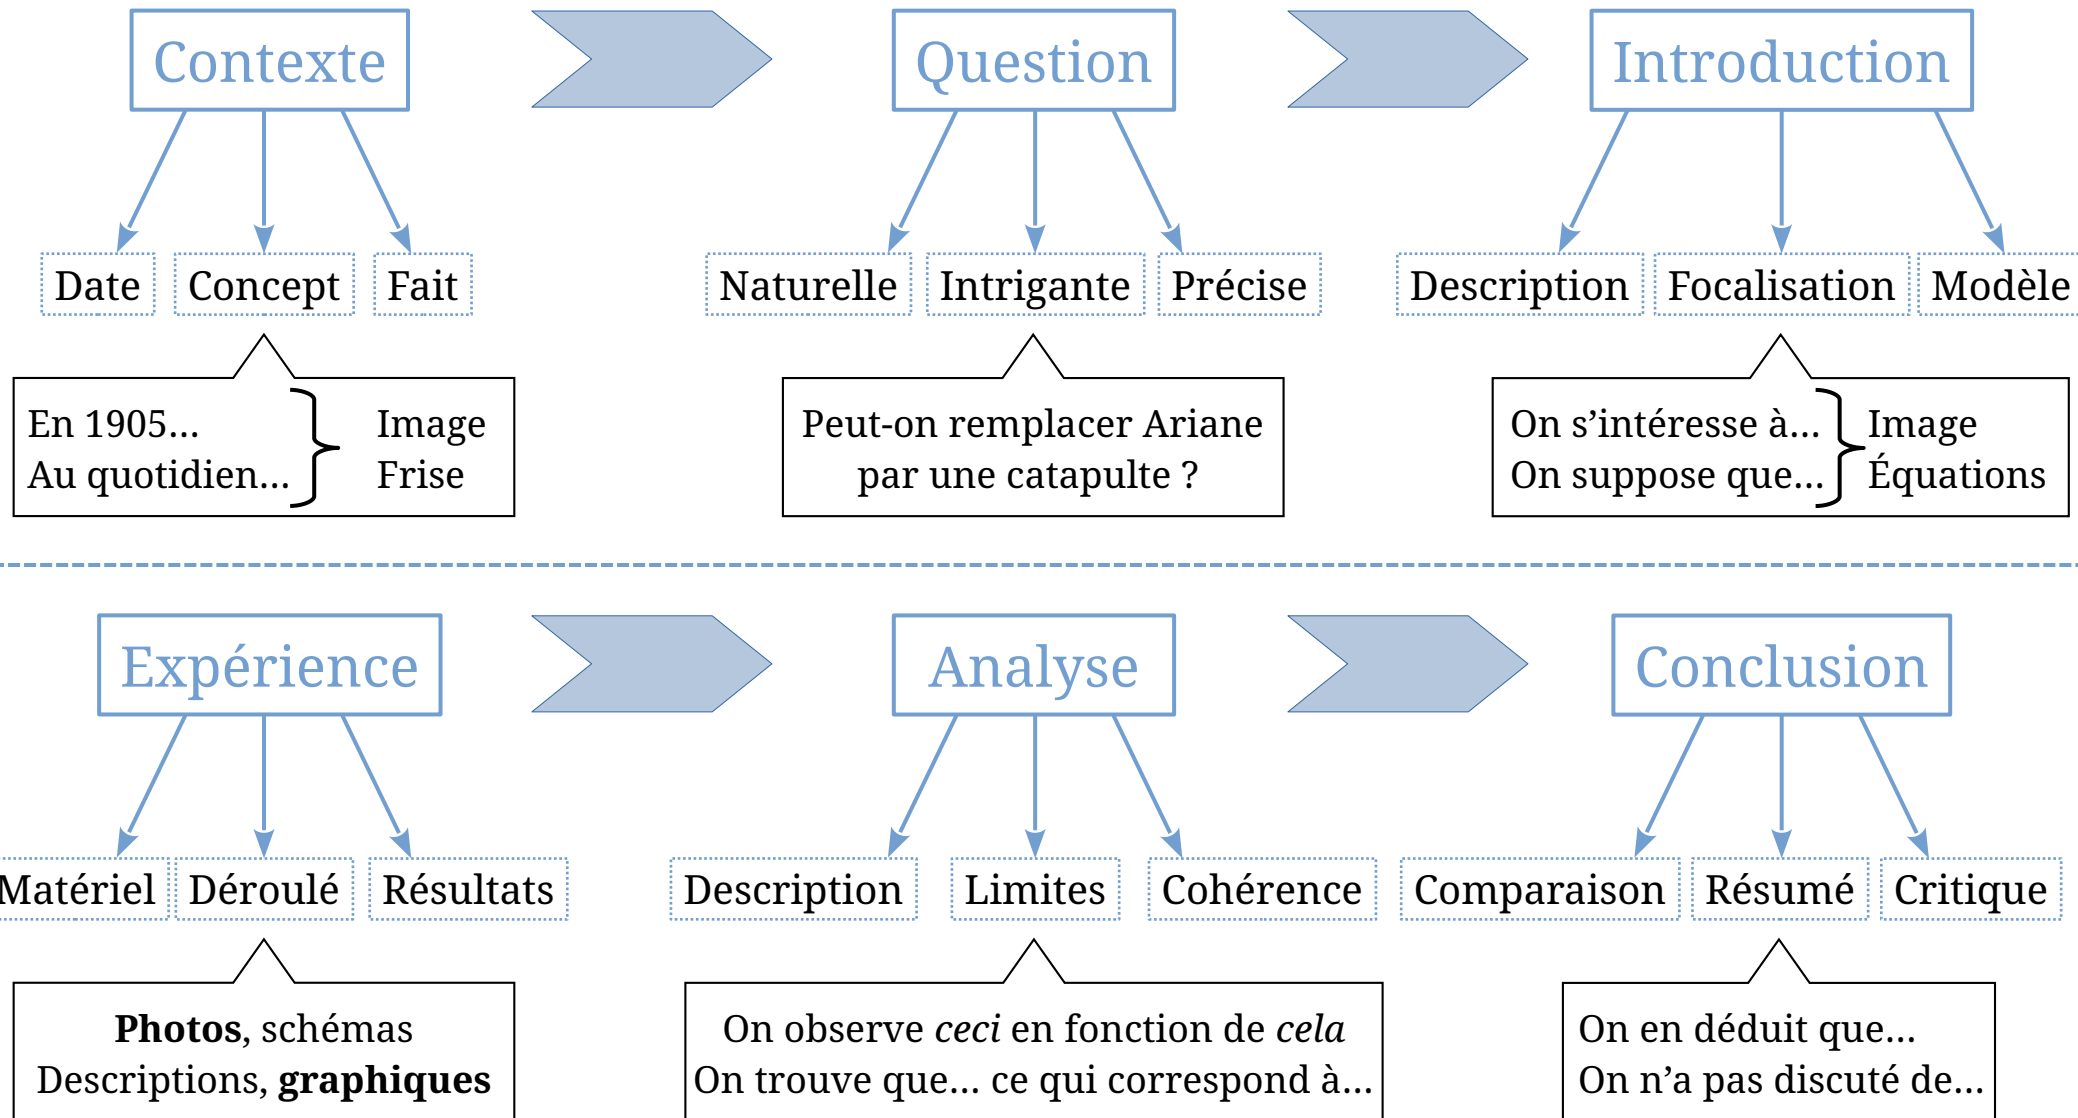 Contexte
Question
Introduction
Date
Concept
Fait
Naturelle
Intrigante
Précise
Description
Focalisation
Modèle
En 1905…
Au quotidien…
Image
Frise
Peut-on remplacer Ariane
par une catapulte ?
On s’intéresse à…
On suppose que…
Image
Équations
Expérience
Analyse
Conclusion
Matériel
Déroulé
Résultats
Description
Limites
Cohérence
Comparaison
Résumé
Critique
Photos, schémas
Descriptions, graphiques
On observe ceci en fonction de cela
On trouve que… ce qui correspond à…
On en déduit que…
On n’a pas discuté de…